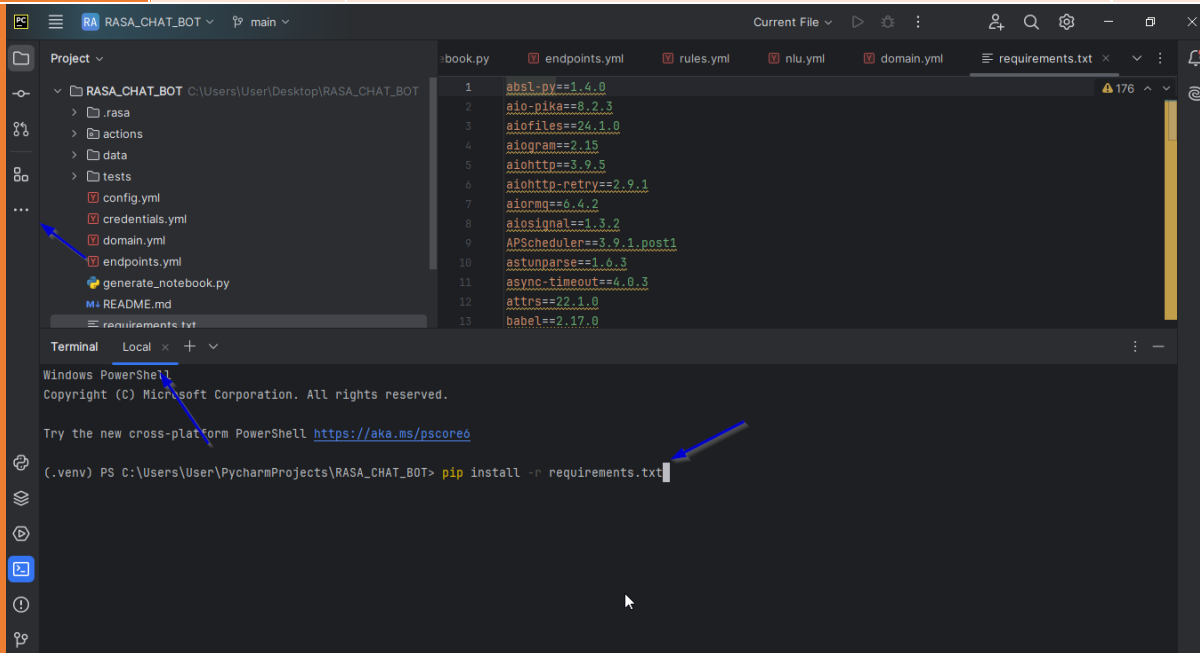 PC RA RASA_CHAT_BOT main Current File
Project
RASA_CHAT_BOT C:\Users\User\Desktop\RASA_CHAT_BOT
.rasa
actions
data
tests
config.yml
credentials.yml
domain.yml
endpoints.yml
generate_notebook.py
M↓ README.md
requirements.txt
ebook.py endpoints.yml rules.yml nlu.yml domain.yml requirements.txt
176
1 absl-py==1.4.0
2 aio-pika==8.2.3
3 aiofiles==24.1.0
4 aiogram==2.15
5 aiohttp==3.9.5
6 aiohttp-retry==2.9.1
7 aiormq==6.4.2
8 aiosignal==1.3.2
9 APScheduler==3.9.1.post1
10 astunparse==1.6.3
11 async-timeout==4.0.3
12 attrs==22.1.0
13 babel==2.17.0
Terminal Local
Windows PowerShell
Copyright (C) Microsoft Corporation. All rights reserved.
Try the new cross-platform PowerShell https://aka.ms/pscore6
(.venv) PS C:\Users\User\PycharmProjects\RASA_CHAT_BOT> pip install -r requirements.txt